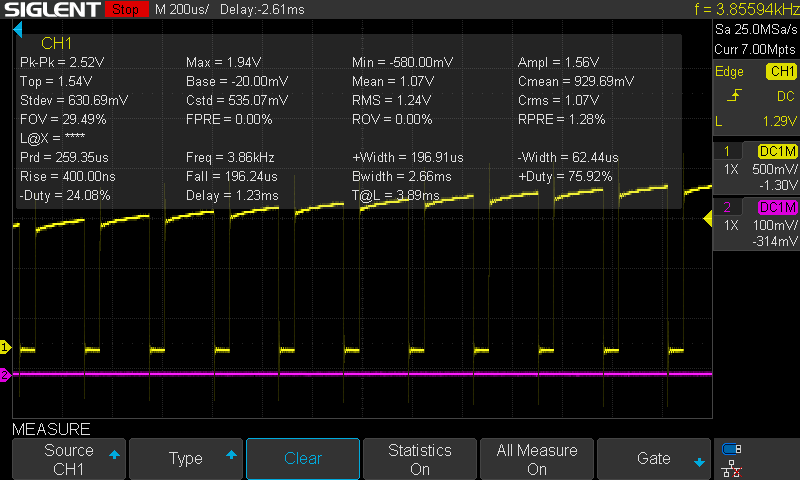 SIGLENT Stop M 200us/ Delay:-2.61ms f = 3.85594kHz
Sa 25.0MSa/s
Curr 7.00Mpts
CH1
Pk-Pk = 2.52V Max = 1.94V Min = -580.00mV Ampl = 1.56V
Top = 1.54V Base = -20.00mV Mean = 1.07V Cmean = 929.69mV
Stdev = 630.69mV Cstd = 535.07mV RMS = 1.24V Crms = 1.07V
FOV = 29.49% FPRE = 0.00% ROV = 0.00% RPRE = 1.28%
L@X = ****
Prd = 259.35us Freq = 3.86kHz +Width = 196.91us -Width = 62.44us
Rise = 400.00ns Fall = 196.24us Bwidth = 2.66ms +Duty = 75.92%
-Duty = 24.08% Delay = 1.23ms T@L = 3.89ms
Edge CH1
DC
L 1.29V
1 DC1M
1X 500mV/
-1.30V
2 DC1M
1X 100mV/
-314mV
1
2
MEASURE
Source
CH1
Type
Clear
Statistics
On
All Measure
On
Gate